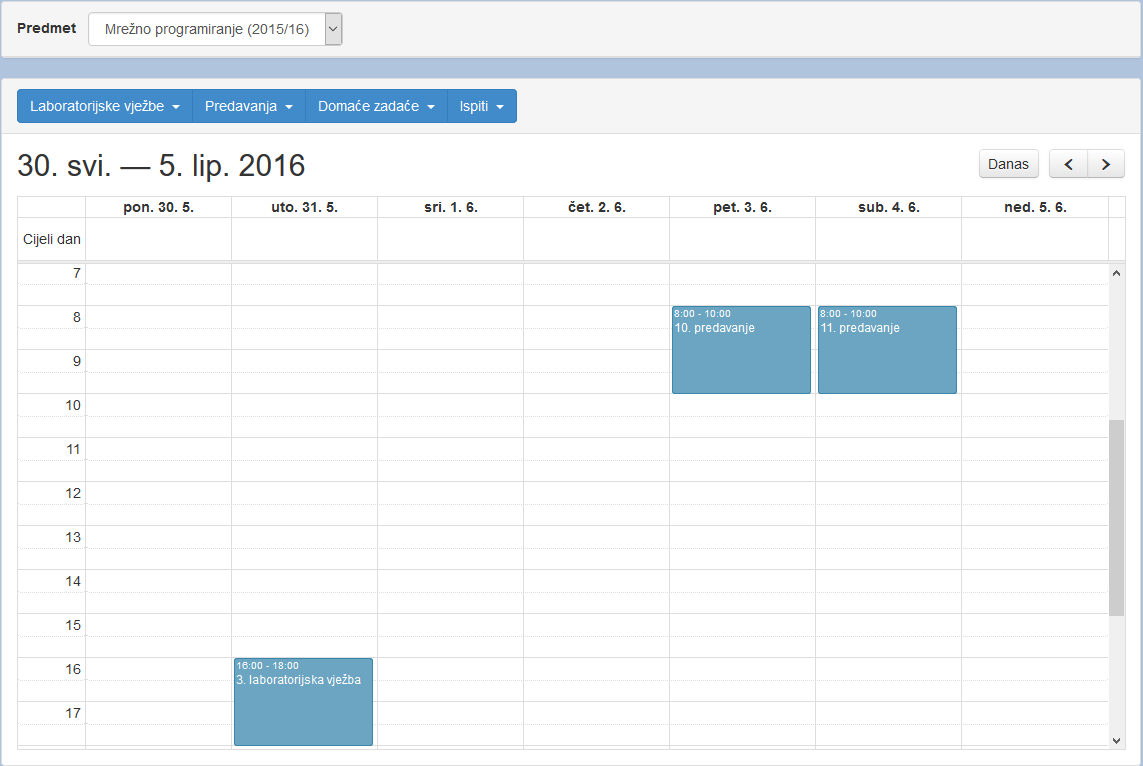 Predmet Mrežno programiranje (2015/16)
Laboratorijske vježbe Predavanja Domaće zadaće Ispiti
30. svi. — 5. lip. 2016 Danas
pon. 30. 5. uto. 31. 5. sri. 1. 6. čet. 2. 6. pet. 3. 6. sub. 4. 6. ned. 5. 6.
Cijeli dan
7
8 8:00 - 10:00 8:00 - 10:00
10. predavanje 11. predavanje
9
10
11
12
13
14
15
16 16:00 - 18:00
3. laboratorijska vježba
17